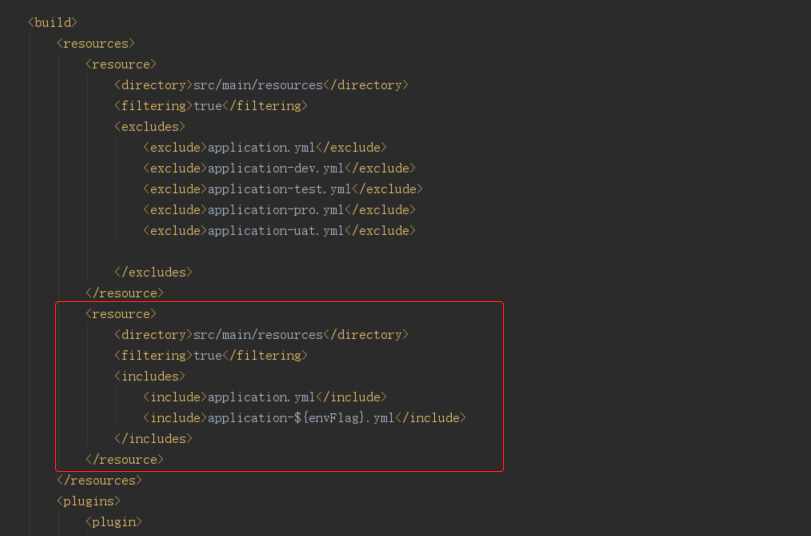 <build>
<resources>
<resource>
<directory>src/main/resources</directory>
<filtering>true</filtering>
<excludes>
<exclude>application.yml</exclude>
<exclude>application-dev.yml</exclude>
<exclude>application-test.yml</exclude>
<exclude>application-pro.yml</exclude>
<exclude>application-uat.yml</exclude>
</excludes>
</resource>
<resource>
<directory>src/main/resources</directory>
<filtering>true</filtering>
<includes>
<include>application.yml</include>
<include>application-${envFlag}.yml</include>
</includes>
</resource>
</resources>
<plugins>
<plugin>